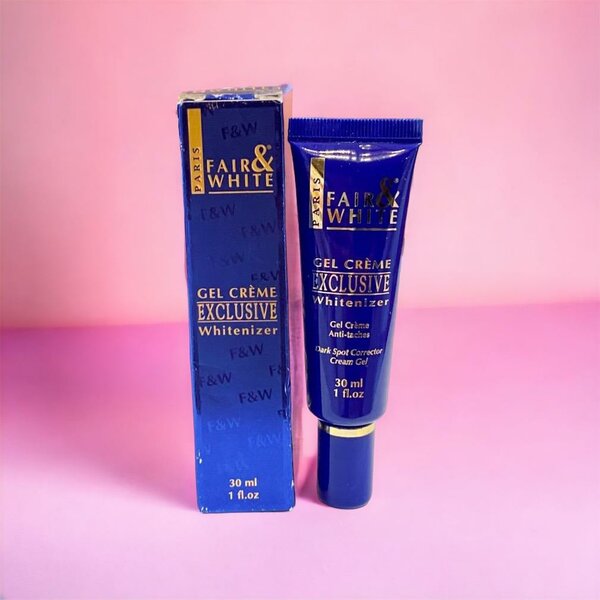 PARIS
FAIR&
WHITE®
GEL CRÈME
EXCLUSIVE
Whitenizer
30 ml
1 fl.oz
F&W
F&W
F&W
F&W
F&W
F&W
F&W
PARIS
FAIR&
WHITE®
GEL CRÈME
EXCLUSIVE
Whitenizer
Gel Crème
Anti-taches
Dark Spot Corrector
Cream Gel
30 ml
1 fl.oz